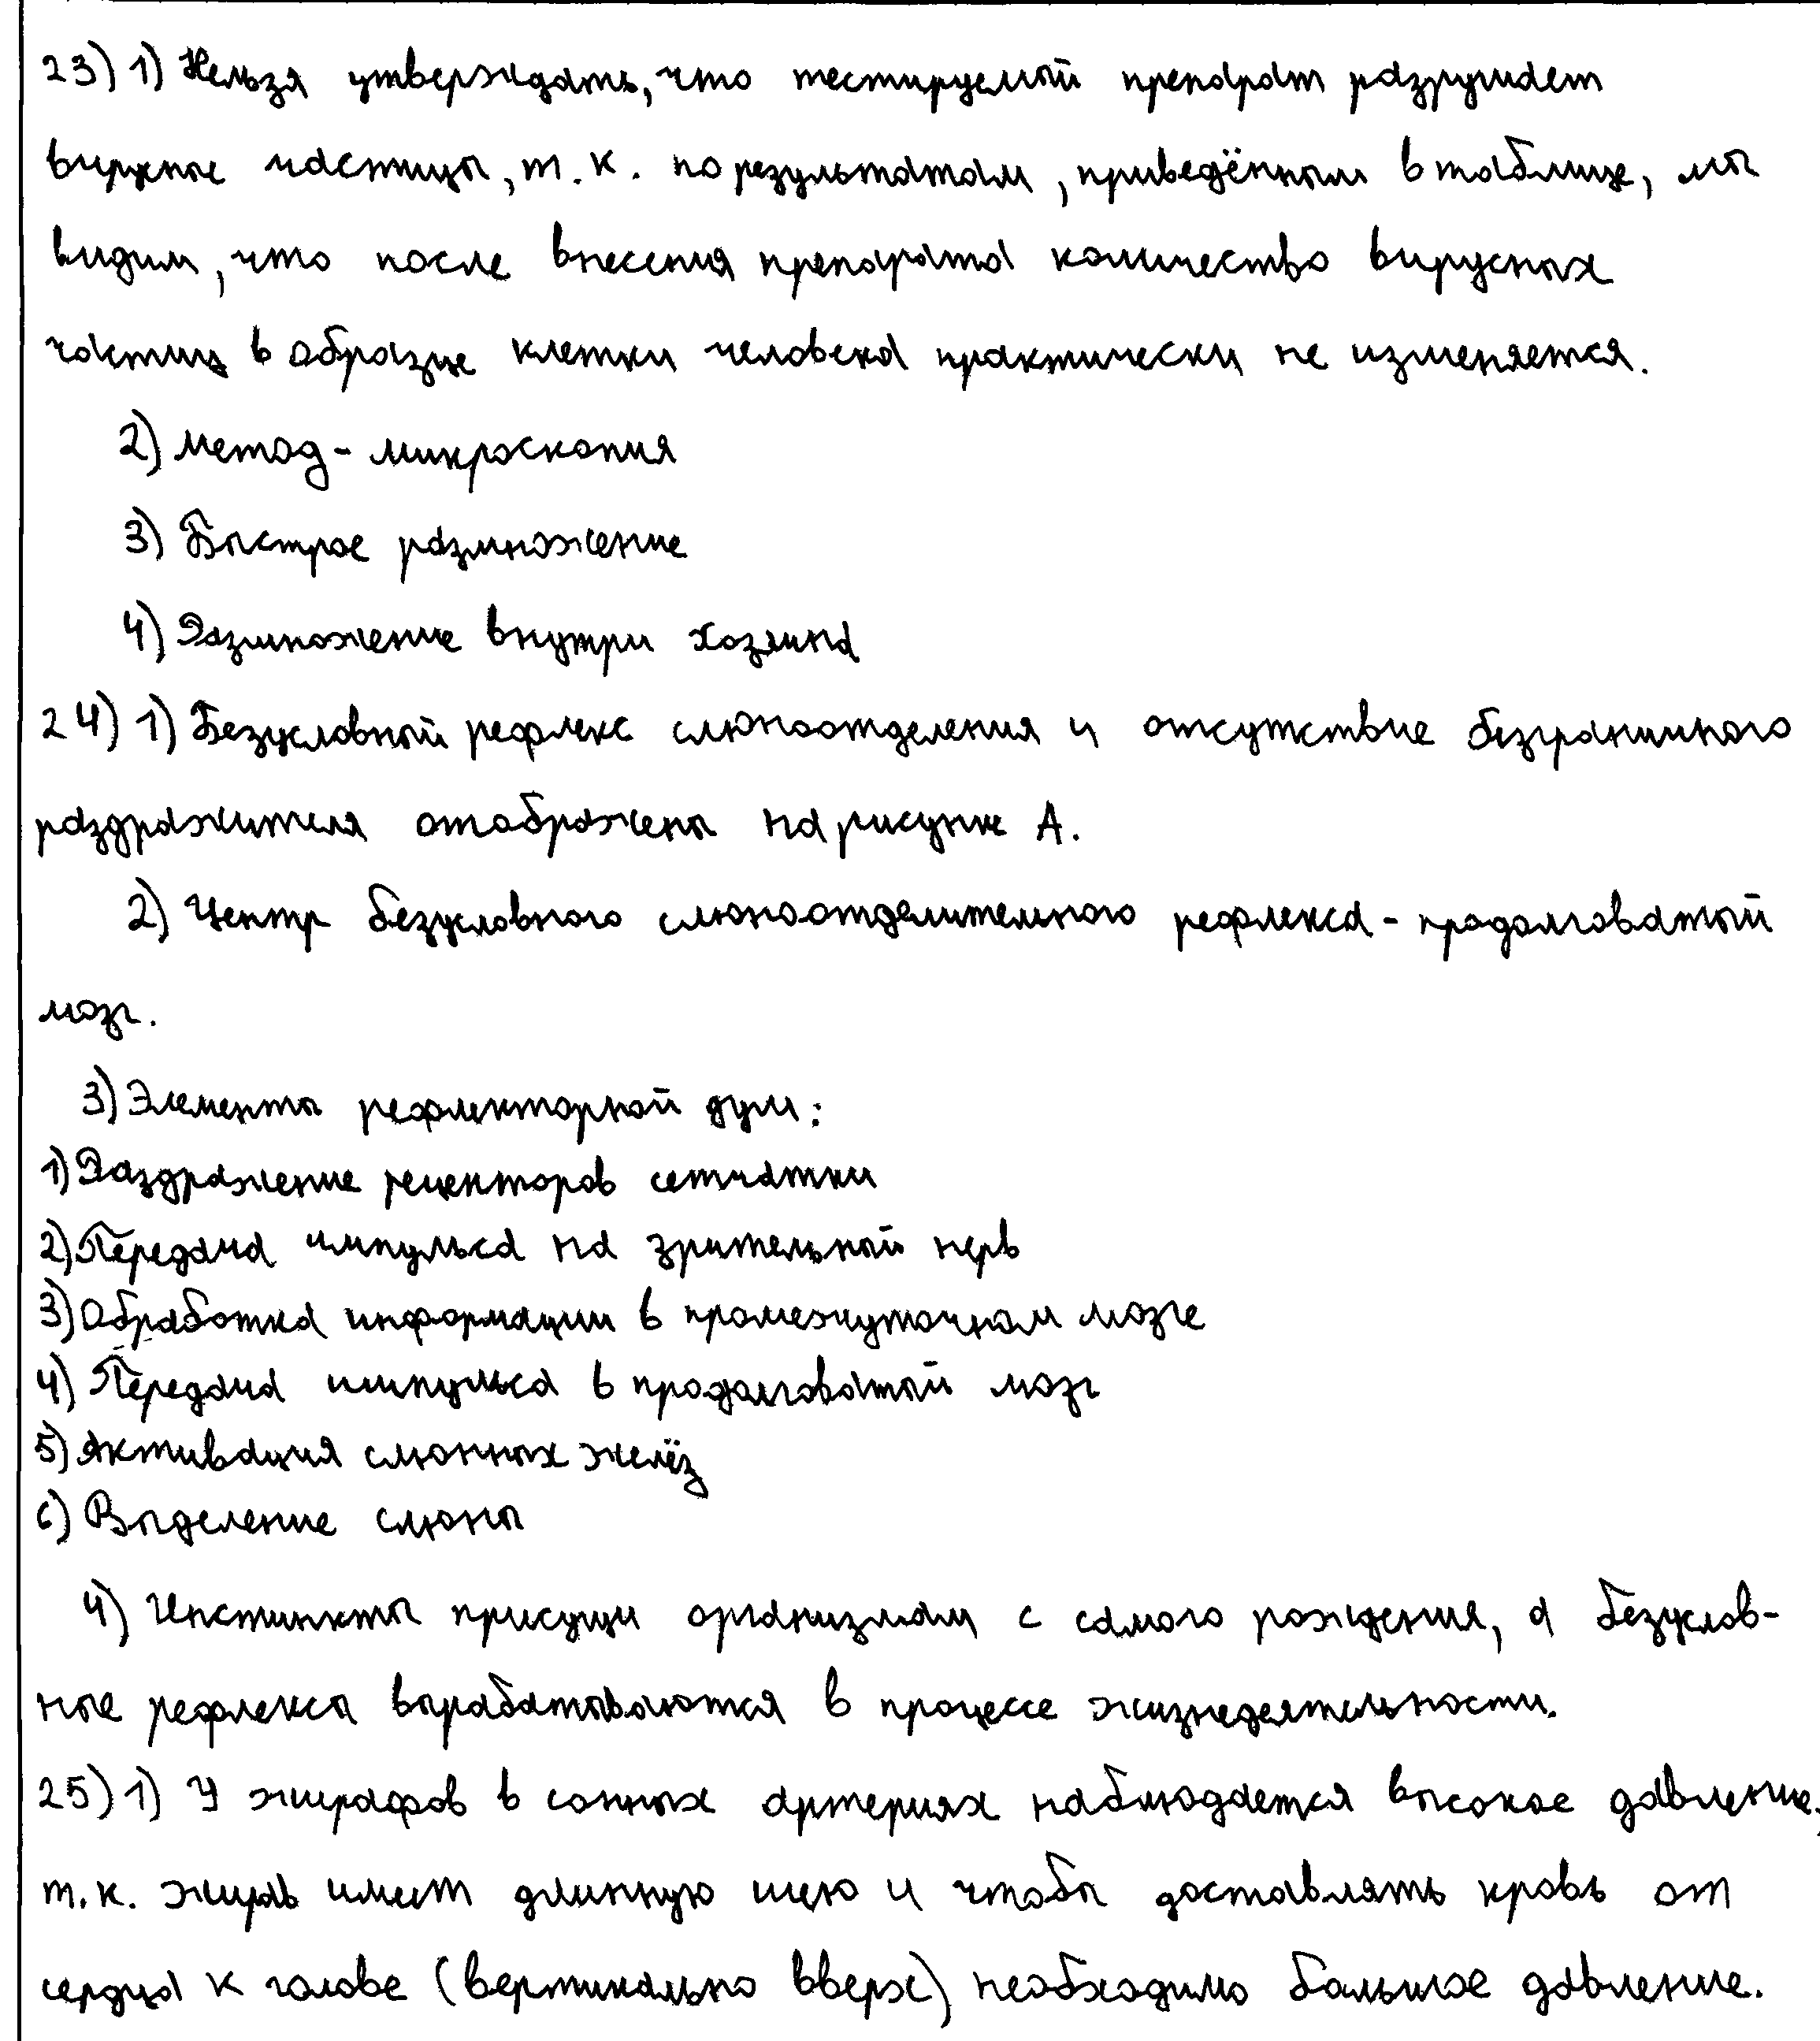 23) 1) Нельзя утверждать, что тестируемый препарат разрушает
вирусные частицы, т.к. по результатам, приведённым в таблице, мы
видим, что после внесения препарата количество вирусных
частиц в образце клетки человека практически не изменяется.
2) Метод - микроскопия
3) Быстрое размножение
4) Размножение внутри хозяина
24) 1) Безусловный рефлекс слюноотделения и отсутствие безграничного
раздражителя отображены на рисунке А.
2) Центр безусловного слюноотделительного рефлекса - продолговатый
мозг.
3) Элементы рефлекторной дуги:
1) Раздражение рецепторов сетчатки
2) Передача импульса на зрительный нерв
3) Обработка информации в промежуточном мозге
4) Передача импульса в продолговатый мозг
5) Активация слюнных желёз
6) Выделение слюны
4) Инстинкты присущи организмам с самого рождения, а безуслов-
ные рефлексы вырабатываются в процессе жизнедеятельности.
25) 1) У жирафов в сонных артериях наблюдается высокое давление,
т.к. жираф имеет длинную шею и чтобы доставлять кровь от
сердца к голове (вертикально вверх) необходимо большое давление.